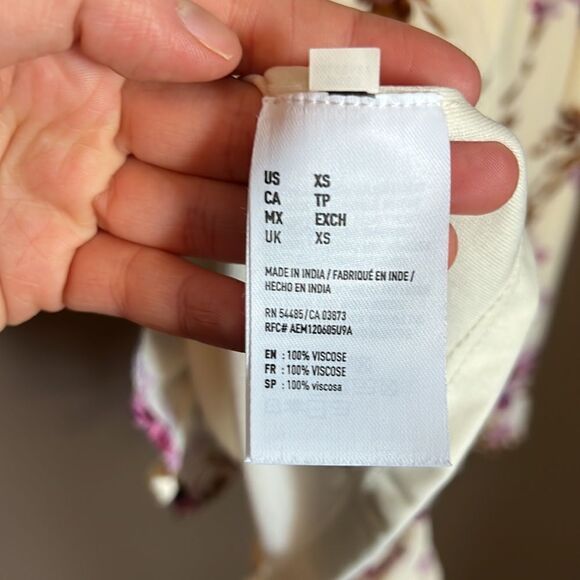 US XS
CA TP
MX EXCH
UK XS
MADE IN INDIA / FABRIQUÉ EN INDE /
HECHO EN INDIA
RN 54485/CA 03673
RFC# AEM120605U9A
EN : 100% VISCOSE
FR : 100% VISCOSE
SP : 100% viscosa